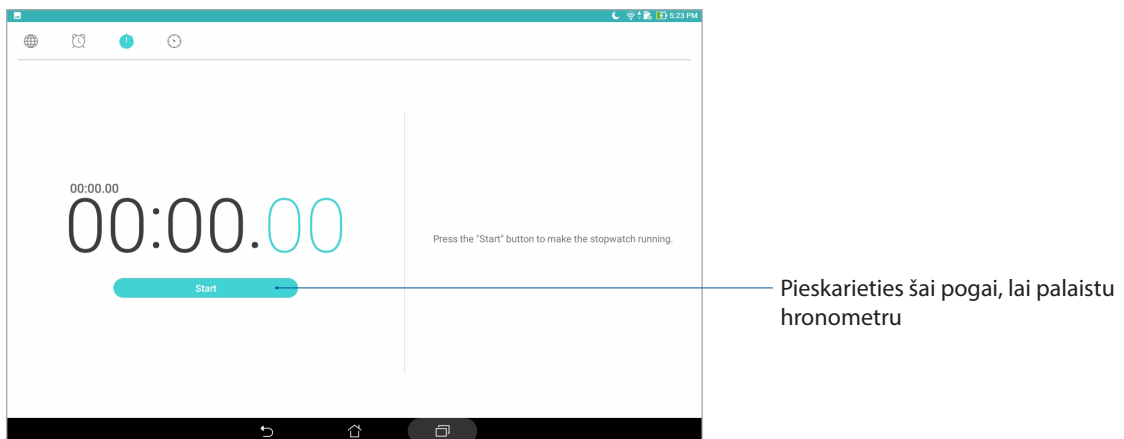 5:23 PM
00:00.00
00:00.00
Start
Press the "Start" button to make the stopwatch running.
Pieskarieties šai pogai, lai palaistu
hronometru